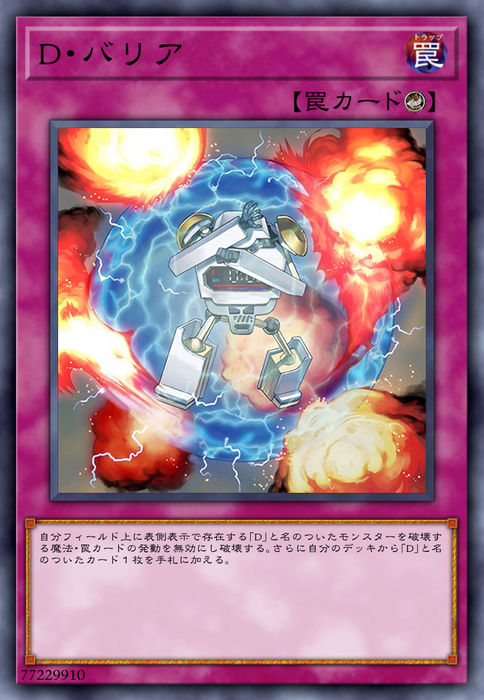 D・バリア
トラップ
罠
【罠カード】
自分フィールド上に表側表示で存在する「D」と名のついたモンスターを破壊す
る魔法・罠カードの発動を無効にし破壊する。さらに自分のデッキから「D」と名
のついたカード1枚を手札に加える。
77229910